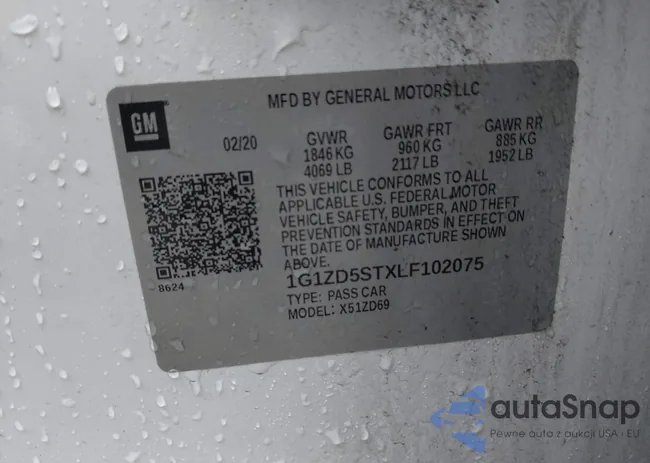 MFD BY GENERAL MOTORS LLC
GM
02/20 GVWR GAWR FRT GAWR RR
1846 KG 960 KG 885 KG
4069 LB 2117 LB 1952 LB
THIS VEHICLE CONFORMS TO ALL
APPLICABLE U.S. FEDERAL MOTOR
VEHICLE SAFETY, BUMPER, AND THEFT
PREVENTION STANDARDS IN EFFECT ON
THE DATE OF MANUFACTURE SHOWN
ABOVE.
8624
1G1ZD5STXLF102075
TYPE: PASS CAR
MODEL: X51ZD69
autaSnap
Pewne auta z aukcji USA i EU